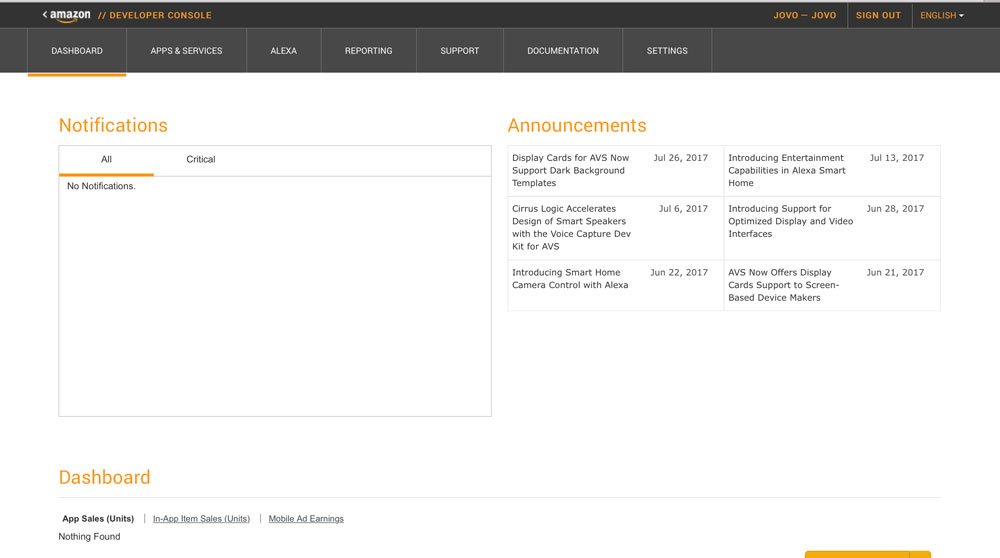 < amazon // DEVELOPER CONSOLE JOVO — JOVO SIGN OUT ENGLISH
DASHBOARD APPS & SERVICES ALEXA REPORTING SUPPORT DOCUMENTATION SETTINGS
Notifications
All Critical
No Notifications.
Announcements
Display Cards for AVS Now Jul 26, 2017
Support Dark Background
Templates
Introducing Entertainment Jul 13, 2017
Capabilities in Alexa Smart
Home
Cirrus Logic Accelerates Jul 6, 2017
Design of Smart Speakers
with the Voice Capture Dev
Kit for AVS
Introducing Support for Jun 28, 2017
Optimized Display and Video
Interfaces
Introducing Smart Home Jun 22, 2017
Camera Control with Alexa
AVS Now Offers Display Jun 21, 2017
Cards Support to Screen-
Based Device Makers
Dashboard
App Sales (Units) | In-App Item Sales (Units) | Mobile Ad Earnings
Nothing Found